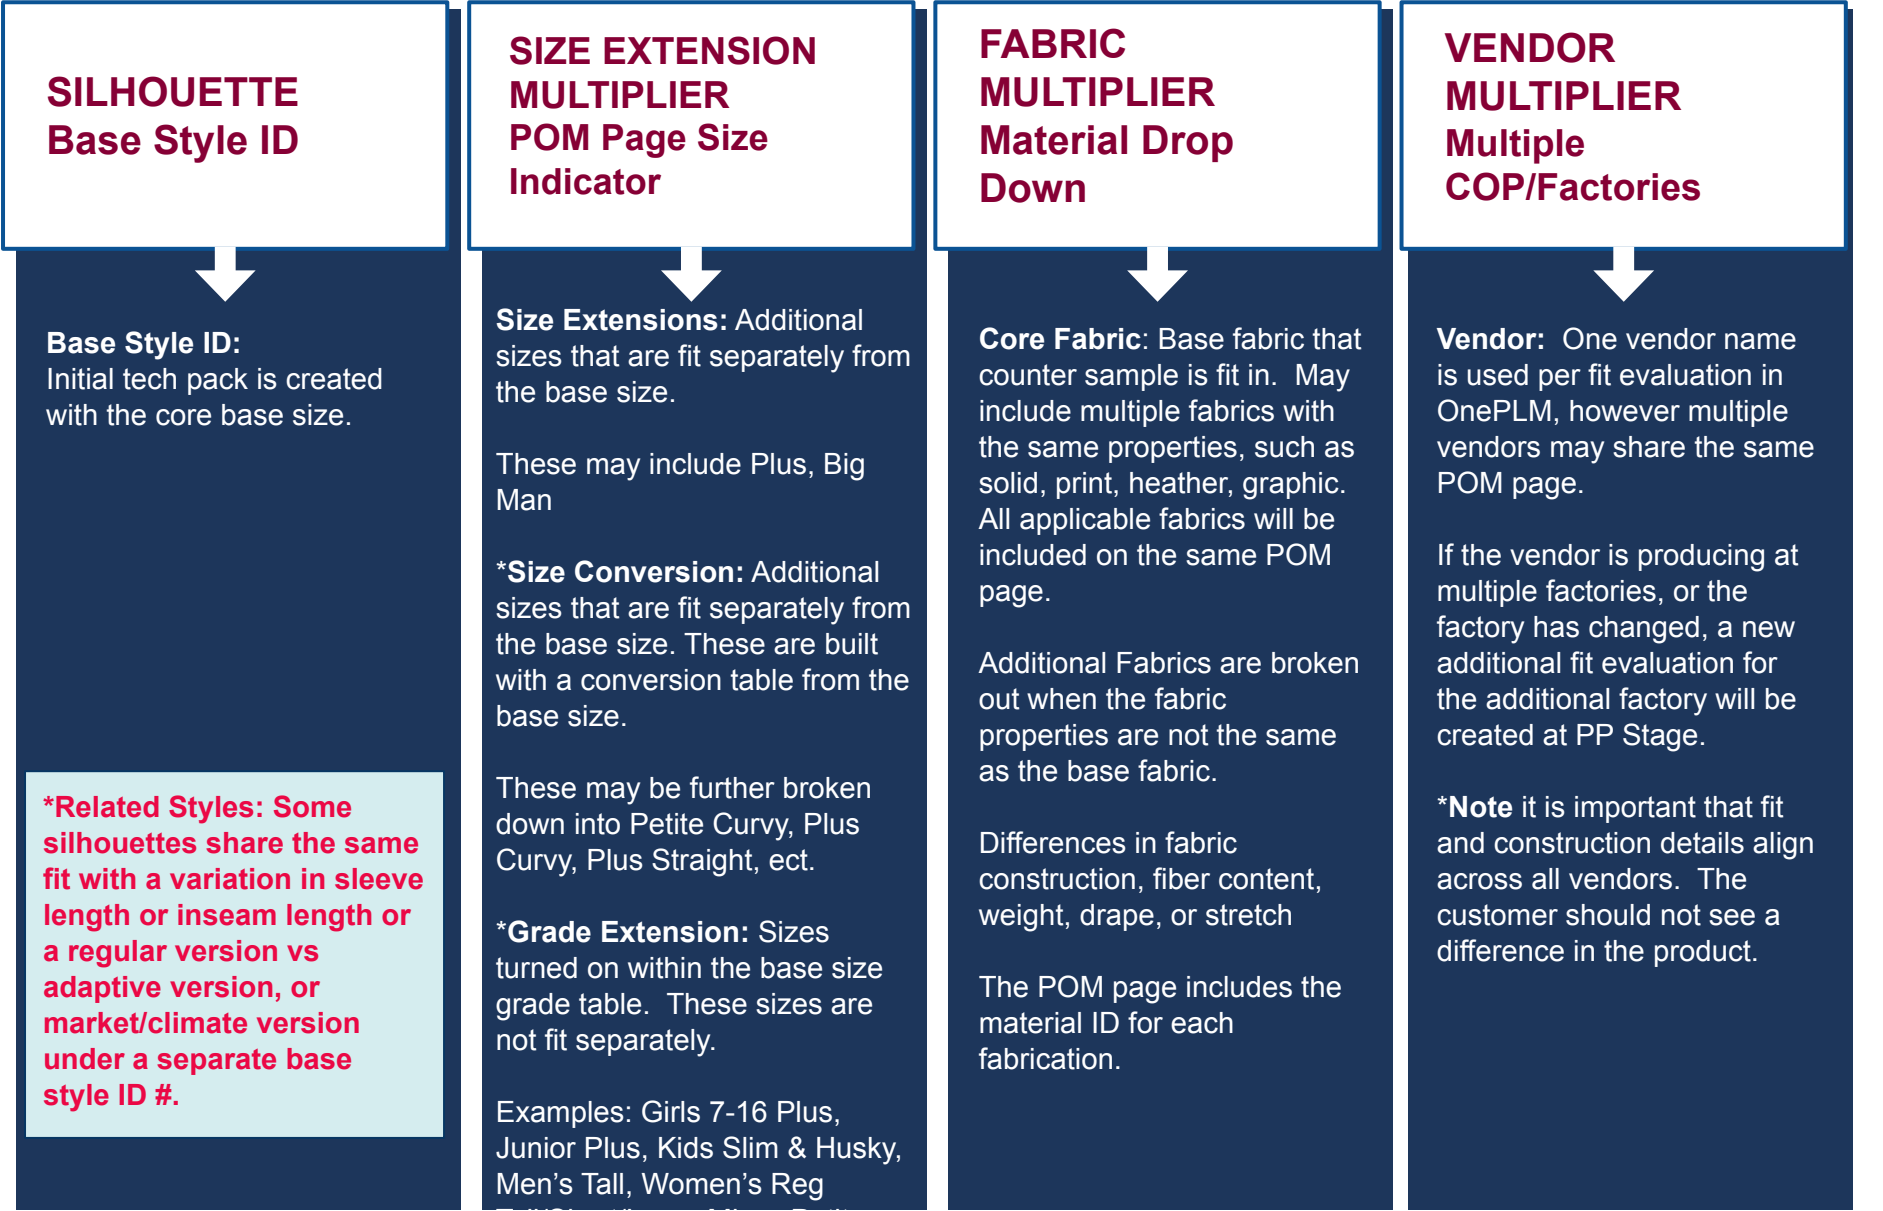 SILHOUETTE
Base Style ID
Base Style ID:
Initial tech pack is created
with the core base size.
*Related Styles: Some
silhouettes share the same
fit with a variation in sleeve
length or inseam length or
a regular version vs
adaptive version, or
market/climate version
under a separate base
style ID #.
SIZE EXTENSION
MULTIPLIER
POM Page Size
Indicator
Size Extensions: Additional
sizes that are fit separately from
the base size.
These may include Plus, Big
Man
*Size Conversion: Additional
sizes that are fit separately from
the base size. These are built
with a conversion table from the
base size.
These may be further broken
down into Petite Curvy, Plus
Curvy, Plus Straight, ect.
*Grade Extension: Sizes
turned on within the base size
grade table.  These sizes are
not fit separately.
Examples: Girls 7-16 Plus,
Junior Plus, Kids Slim & Husky,
Men's Tall, Women's Reg
FABRIC
MULTIPLIER
Material Drop
Down
Core Fabric: Base fabric that
counter sample is fit in.  May
include multiple fabrics with
the same properties, such as
solid, print, heather, graphic.
All applicable fabrics will be
included on the same POM
page.
Additional Fabrics are broken
out when the fabric
properties are not the same
as the base fabric.
Differences in fabric
construction, fiber content,
weight, drape, or stretch
The POM page includes the
material ID for each
fabrication.
VENDOR
MULTIPLIER
Multiple
COP/Factories
Vendor:  One vendor name
is used per fit evaluation in
OnePLM, however multiple
vendors may share the same
POM page.
If the vendor is producing at
multiple factories, or the
factory has changed, a new
additional fit evaluation for
the additional factory will be
created at PP Stage.
*Note it is important that fit
and construction details align
across all vendors.  The
customer should not see a
difference in the product.